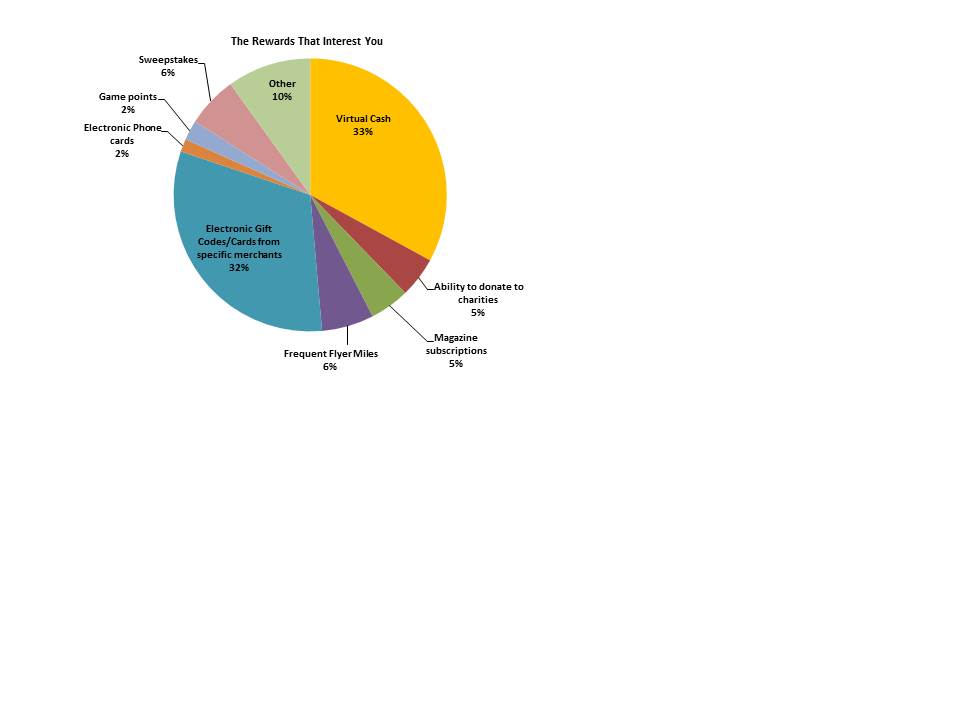 The Rewards That Interest You
Sweepstakes
6%
Other
10%
Game points
2%
Virtual Cash
33%
Electronic Phone
cards
2%
Electronic Gift
Codes/Cards from
specific merchants
32%
Ability to donate to
charities
5%
Magazine
subscriptions
5%
Frequent Flyer Miles
6%